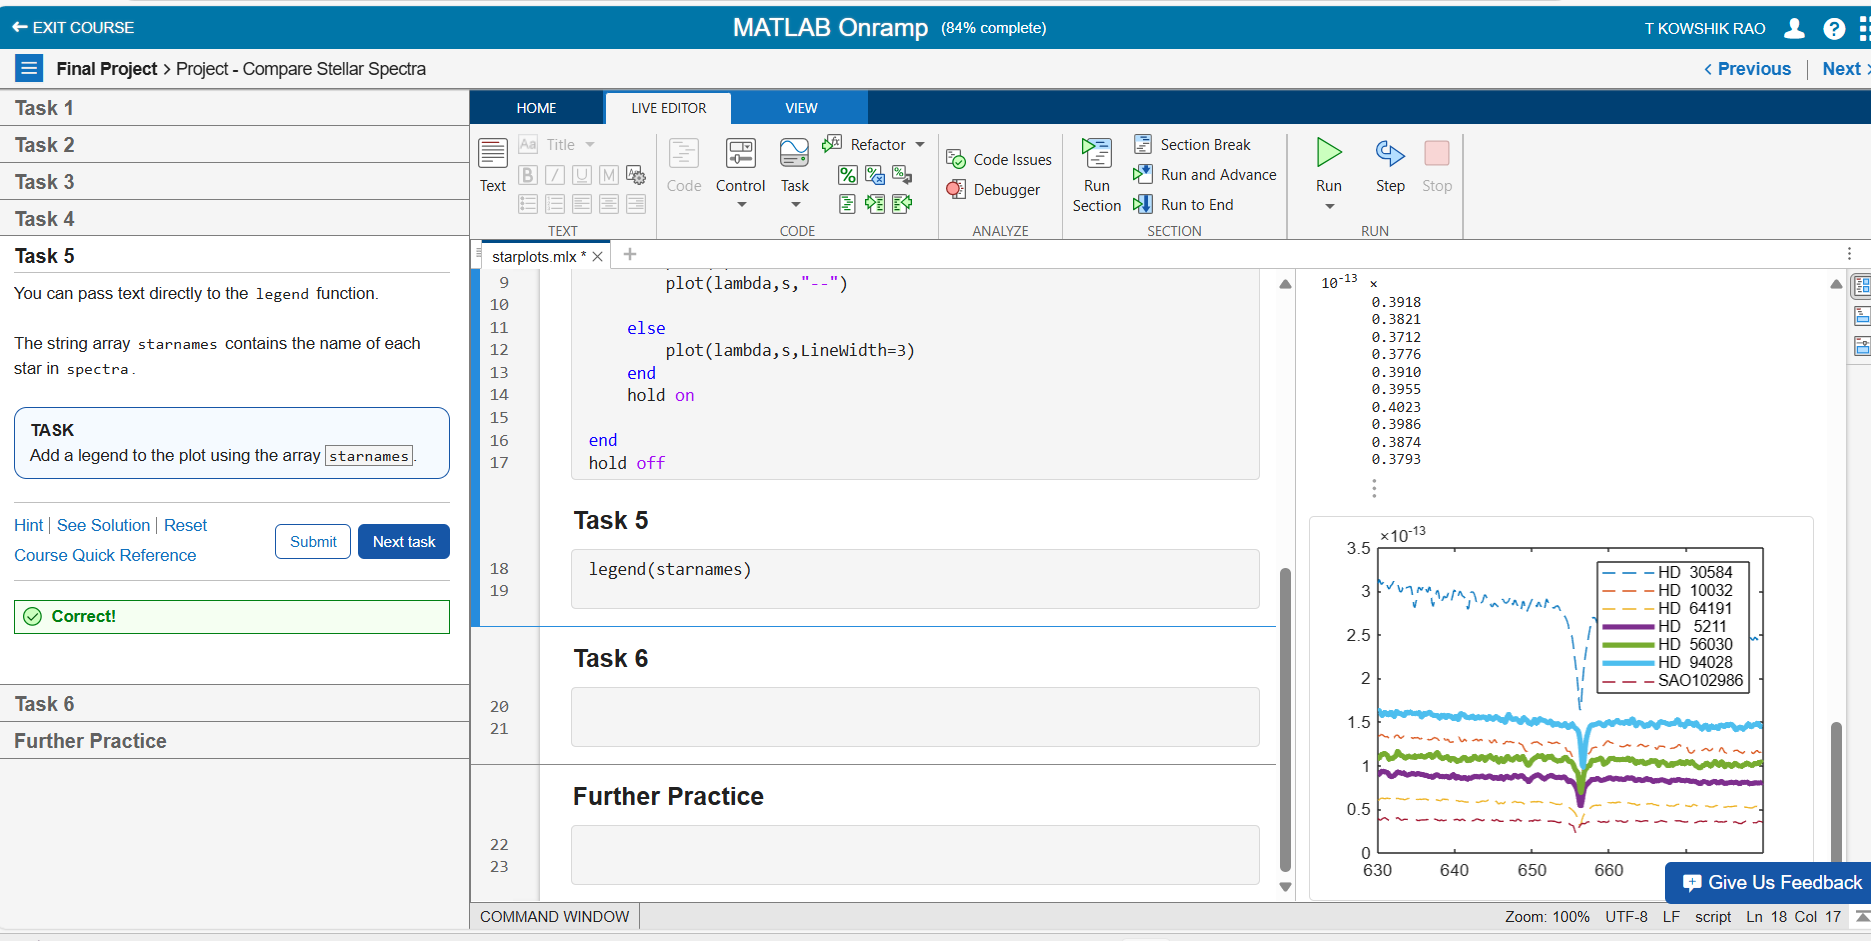 EXIT COURSE
MATLAB Onramp (84% complete)
T KOWSHIK RAO
Final Project > Project - Compare Stellar Spectra
< Previous | Next >
Task 1
Task 2
Task 3
Task 4
Task 5
You can pass text directly to the legend function.
The string array starnames contains the name of each
star in spectra.
TASK
Add a legend to the plot using the array starnames.
Hint | See Solution | Reset
Course Quick Reference
Submit
Next task
Correct!
Task 6
Further Practice
HOME
LIVE EDITOR
VIEW
Text
Aa Title
B I U M
TEXT
Code
Control
Task
Refactor
CODE
Code Issues
Debugger
ANALYZE
Run
Section
Section Break
Run and Advance
Run to End
SECTION
Run
Step
Stop
RUN
starplots.mlx *
9 plot(lambda,s,"--")
10
11 else
12 plot(lambda,s,LineWidth=3)
13 end
14 hold on
15
16 end
17 hold off
Task 5
18 legend(starnames)
19
Task 6
20
21
Further Practice
22
23
10-13 ×
0.3918
0.3821
0.3712
0.3776
0.3910
0.3955
0.4023
0.3986
0.3874
0.3793
⋮
×10-13
3.5
3
2.5
2
1.5
1
0.5
0
630 640 650 660
HD 30584
HD 10032
HD 64191
HD 5211
HD 56030
HD 94028
SAO102986
Give Us Feedback
COMMAND WINDOW
Zoom: 100% UTF-8 LF script Ln 18 Col 17